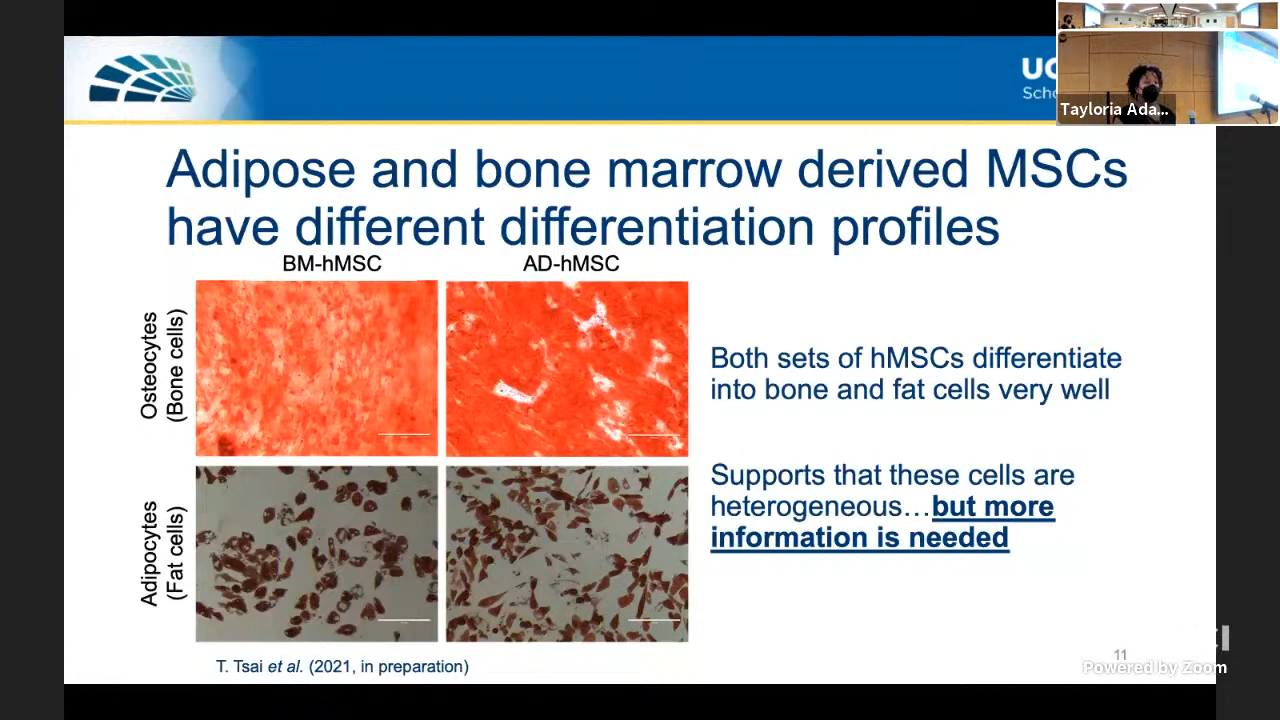 UC
Scho
Tayloria Ada...
Adipose and bone marrow derived MSCs
have different differentiation profiles
BM-hMSC
AD-hMSC
Osteocytes
(Bone cells)
Both sets of hMSCs differentiate
into bone and fat cells very well
Adipocytes
(Fat cells)
Supports that these cells are
heterogeneous…but more
information is needed
T. Tsai et al. (2021, in preparation)
11
Powered by Zoom